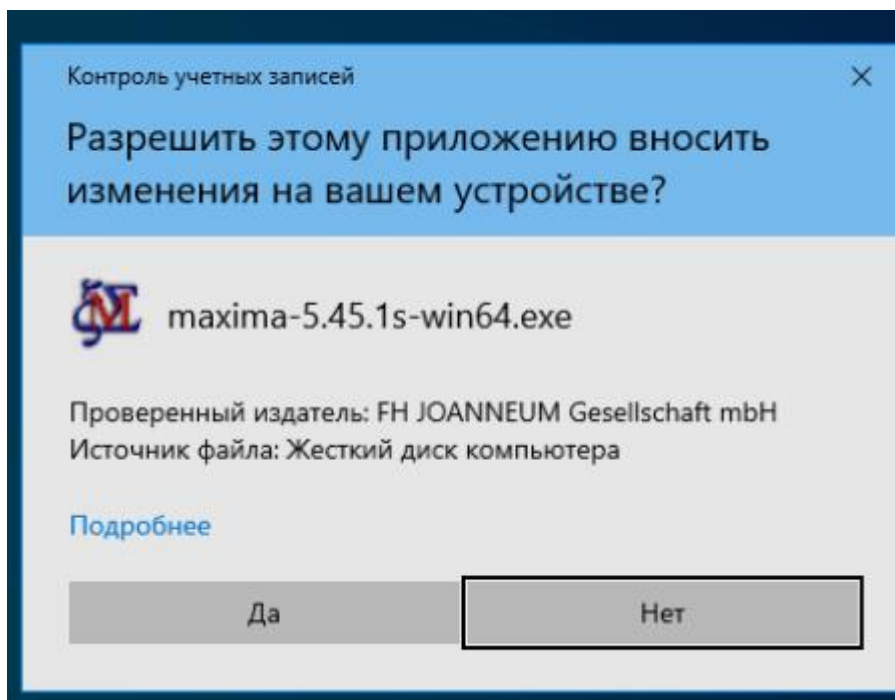 Контроль учетных записей
Разрешить этому приложению вносить
изменения на вашем устройстве?
maxima-5.45.1s-win64.exe
Проверенный издатель: FH JOANNEUM Gesellschaft mbH
Источник файла: Жесткий диск компьютера
Подробнее
Да
Нет